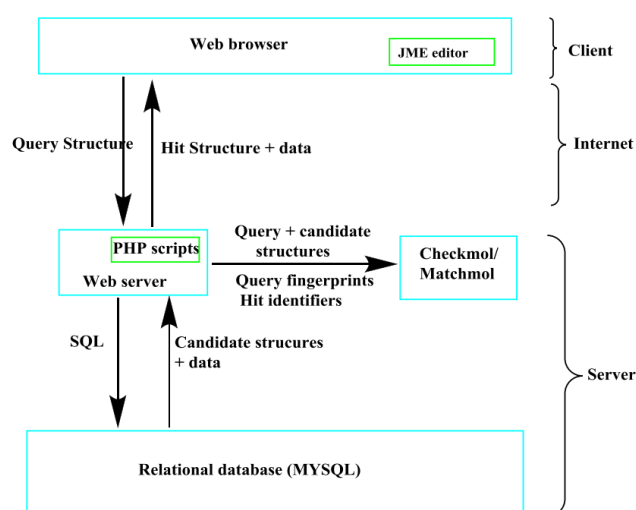 Web browser
JME editor
Client
Query Structure
Hit Structure + data
Internet
PHP scripts
Web server
Query + candidate
structures
Query fingerprints
Hit identifiers
Checkmol/
Matchmol
SQL
Candidate strucures
+ data
Server
Relational database (MYSQL)